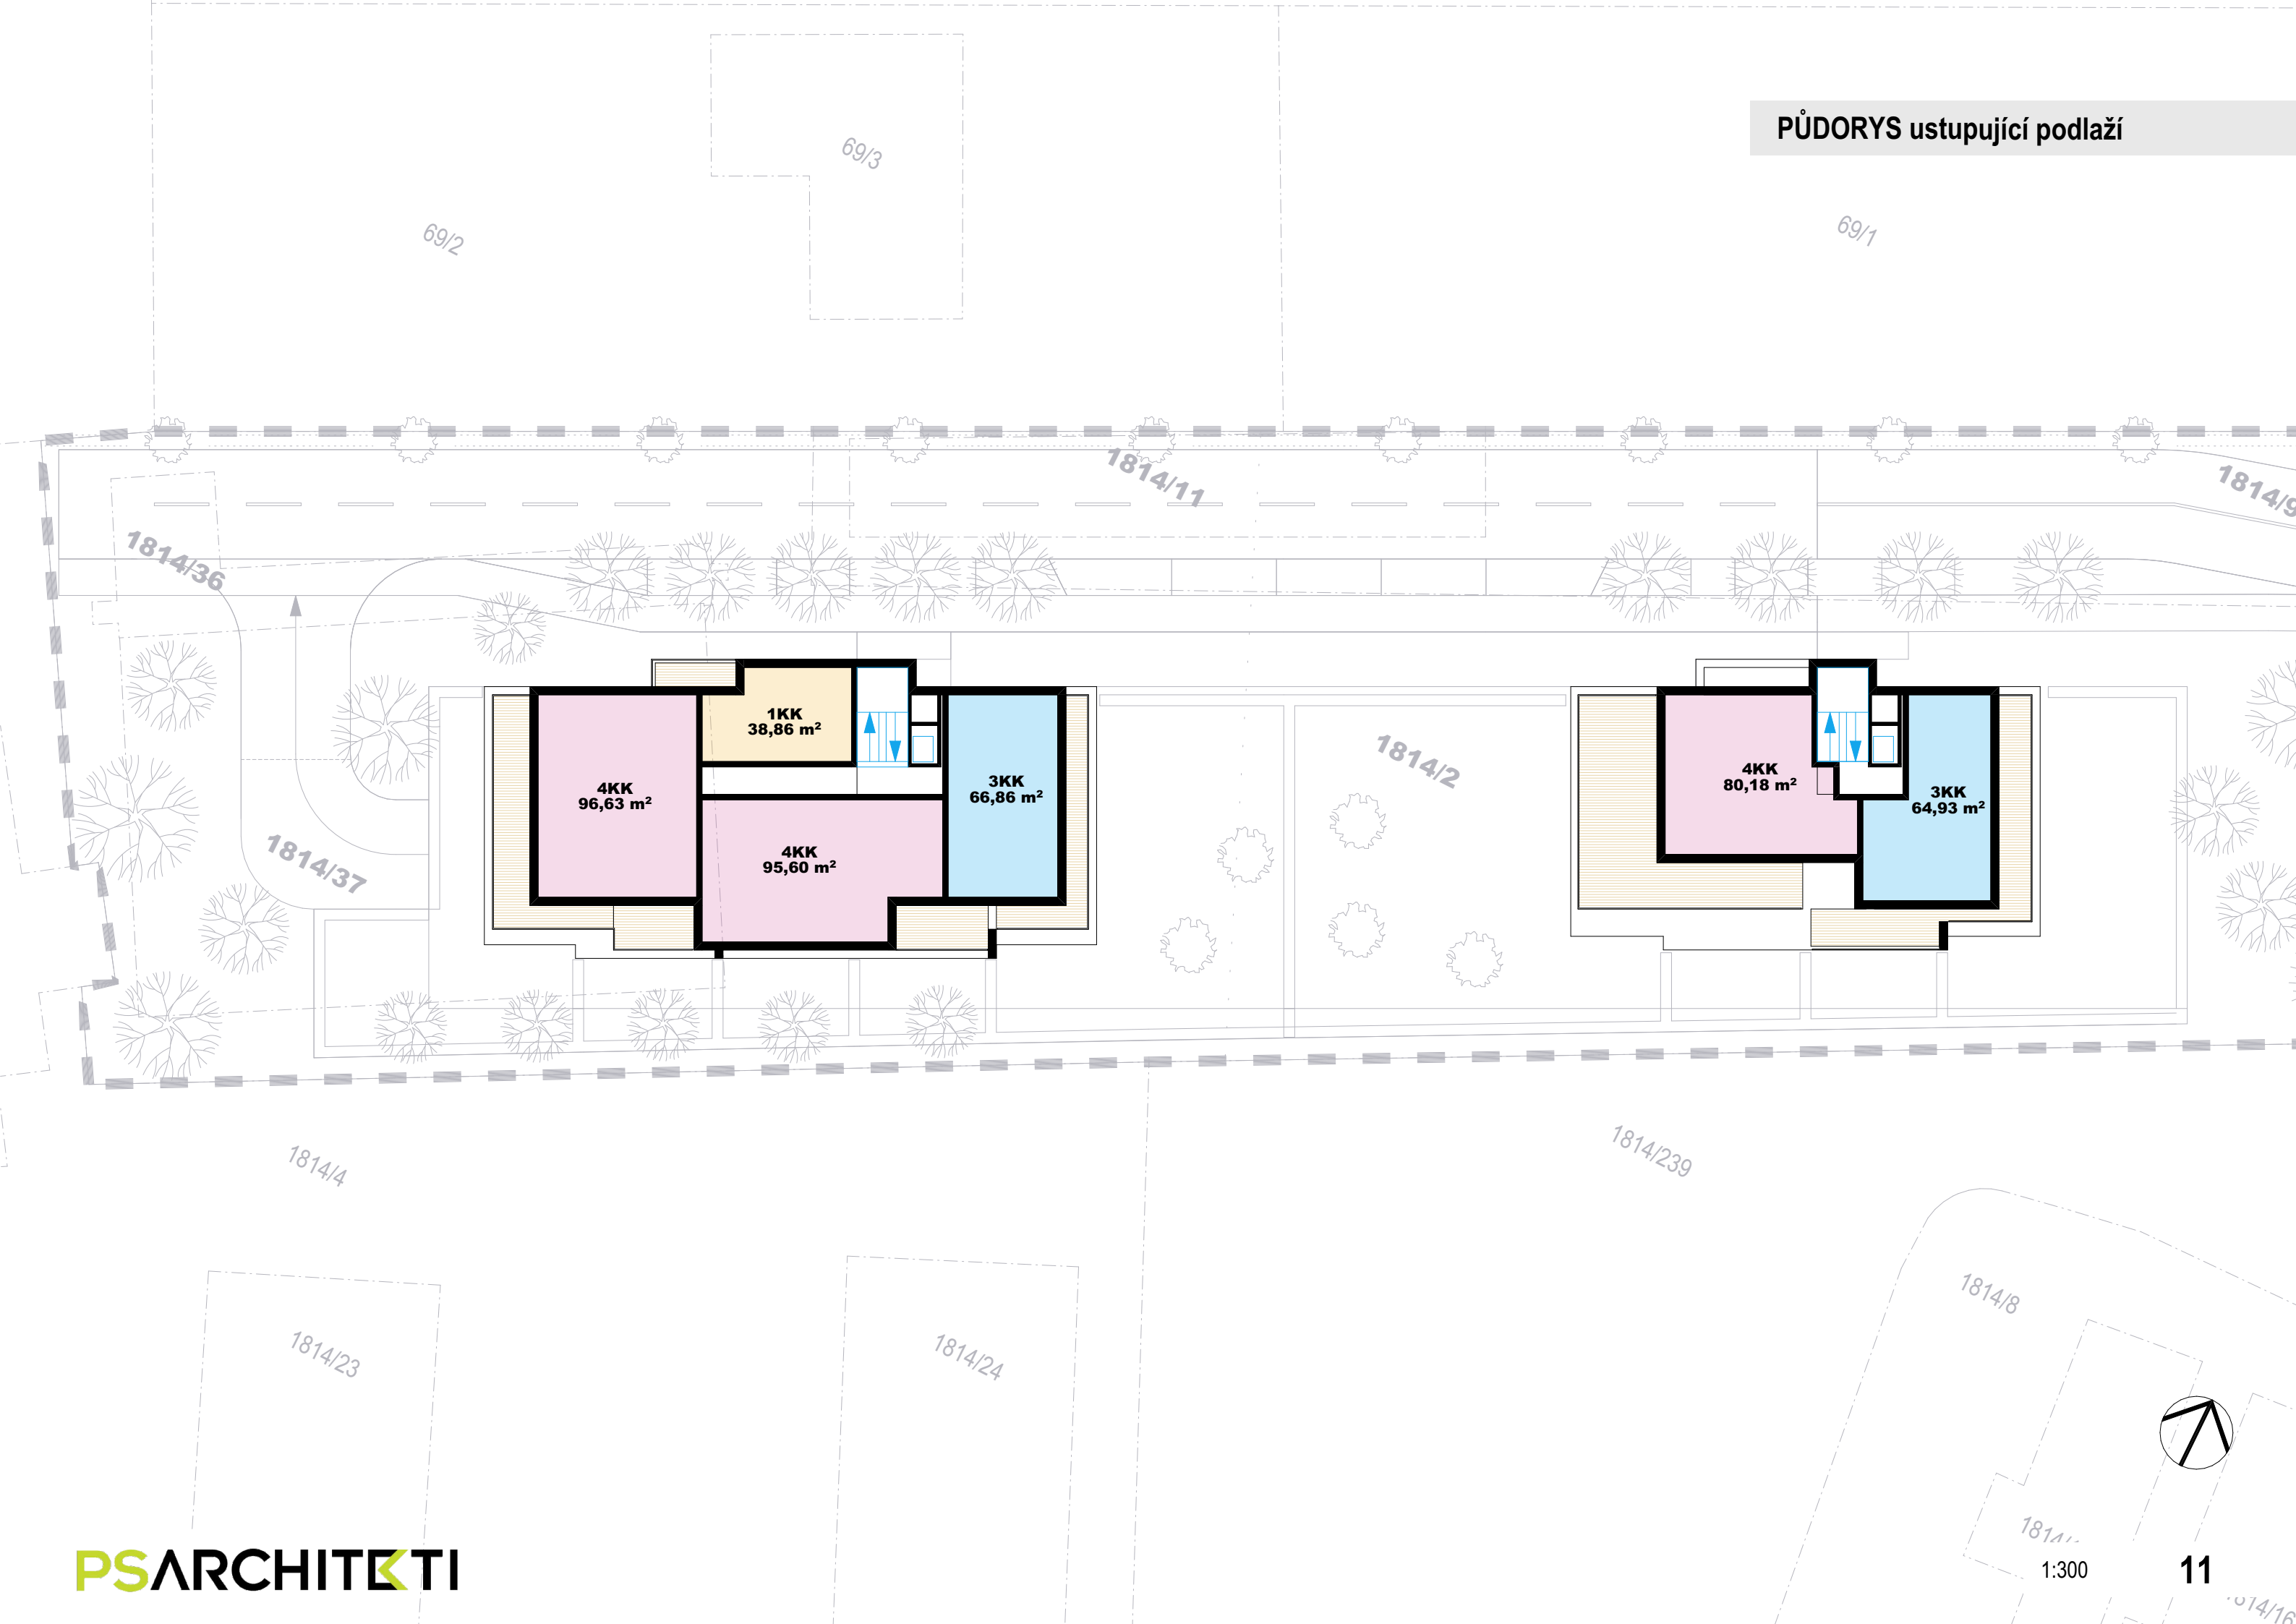 PŮDORYS ustupující podlaží
69/3
69/2
69/1
1814/11
1814/9
1814/36
1KK
38,86 m²
4KK
96,63 m²
3KK
66,86 m²
4KK
95,60 m²
1814/2
4KK
80,18 m²
3KK
64,93 m²
1814/37
1814/4
1814/239
1814/8
1814/23
1814/24
PSARCHITEKTI
1:300
11